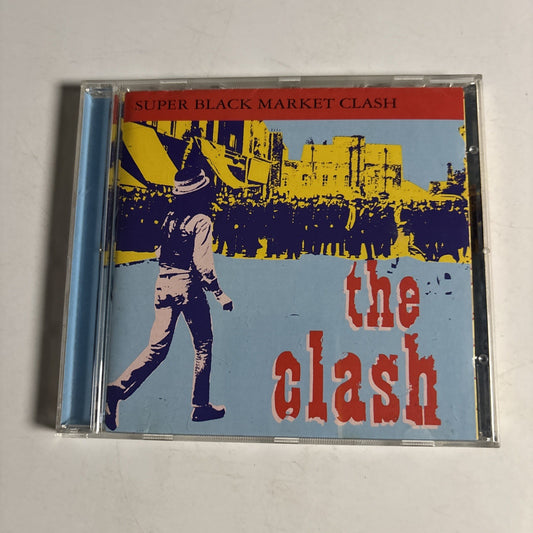 SUPER BLACK MARKET CLASH
the
clash